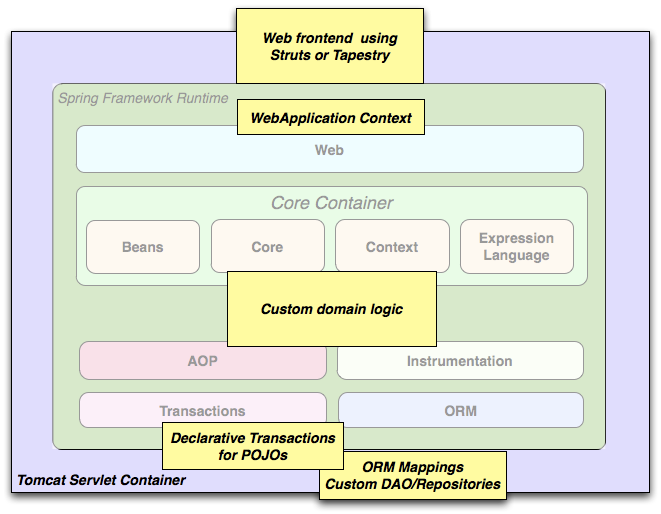 Web frontend using
Struts or Tapestry
Spring Framework Runtime
WebApplication Context
Web
Core Container
Beans
Core
Context
Expression
Language
Custom domain logic
AOP
Instrumentation
Transactions
ORM
Declarative Transactions
for POJOs
ORM Mappings
Custom DAO/Repositories
Tomcat Servlet Container